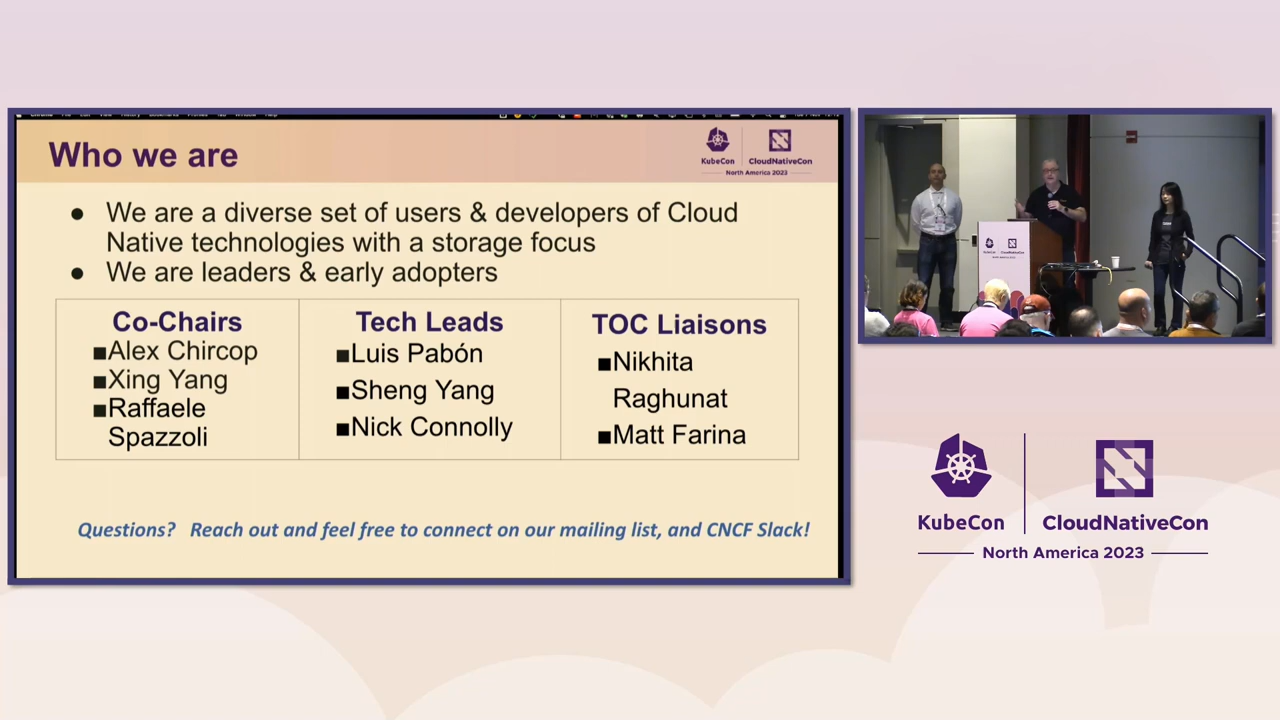 Who we are
KubeCon
CloudNativeCon
North America 2023
● We are a diverse set of users & developers of Cloud
Native technologies with a storage focus
● We are leaders & early adopters
Co-Chairs
■Alex Chircop
■Xing Yang
■Raffaele
Spazzoli
Tech Leads
■Luis Pabón
■Sheng Yang
■Nick Connolly
TOC Liaisons
■Nikhita
Raghunat
■Matt Farina
Questions? Reach out and feel free to connect on our mailing list, and CNCF Slack!
KubeCon
CloudNativeCon
North America 2023